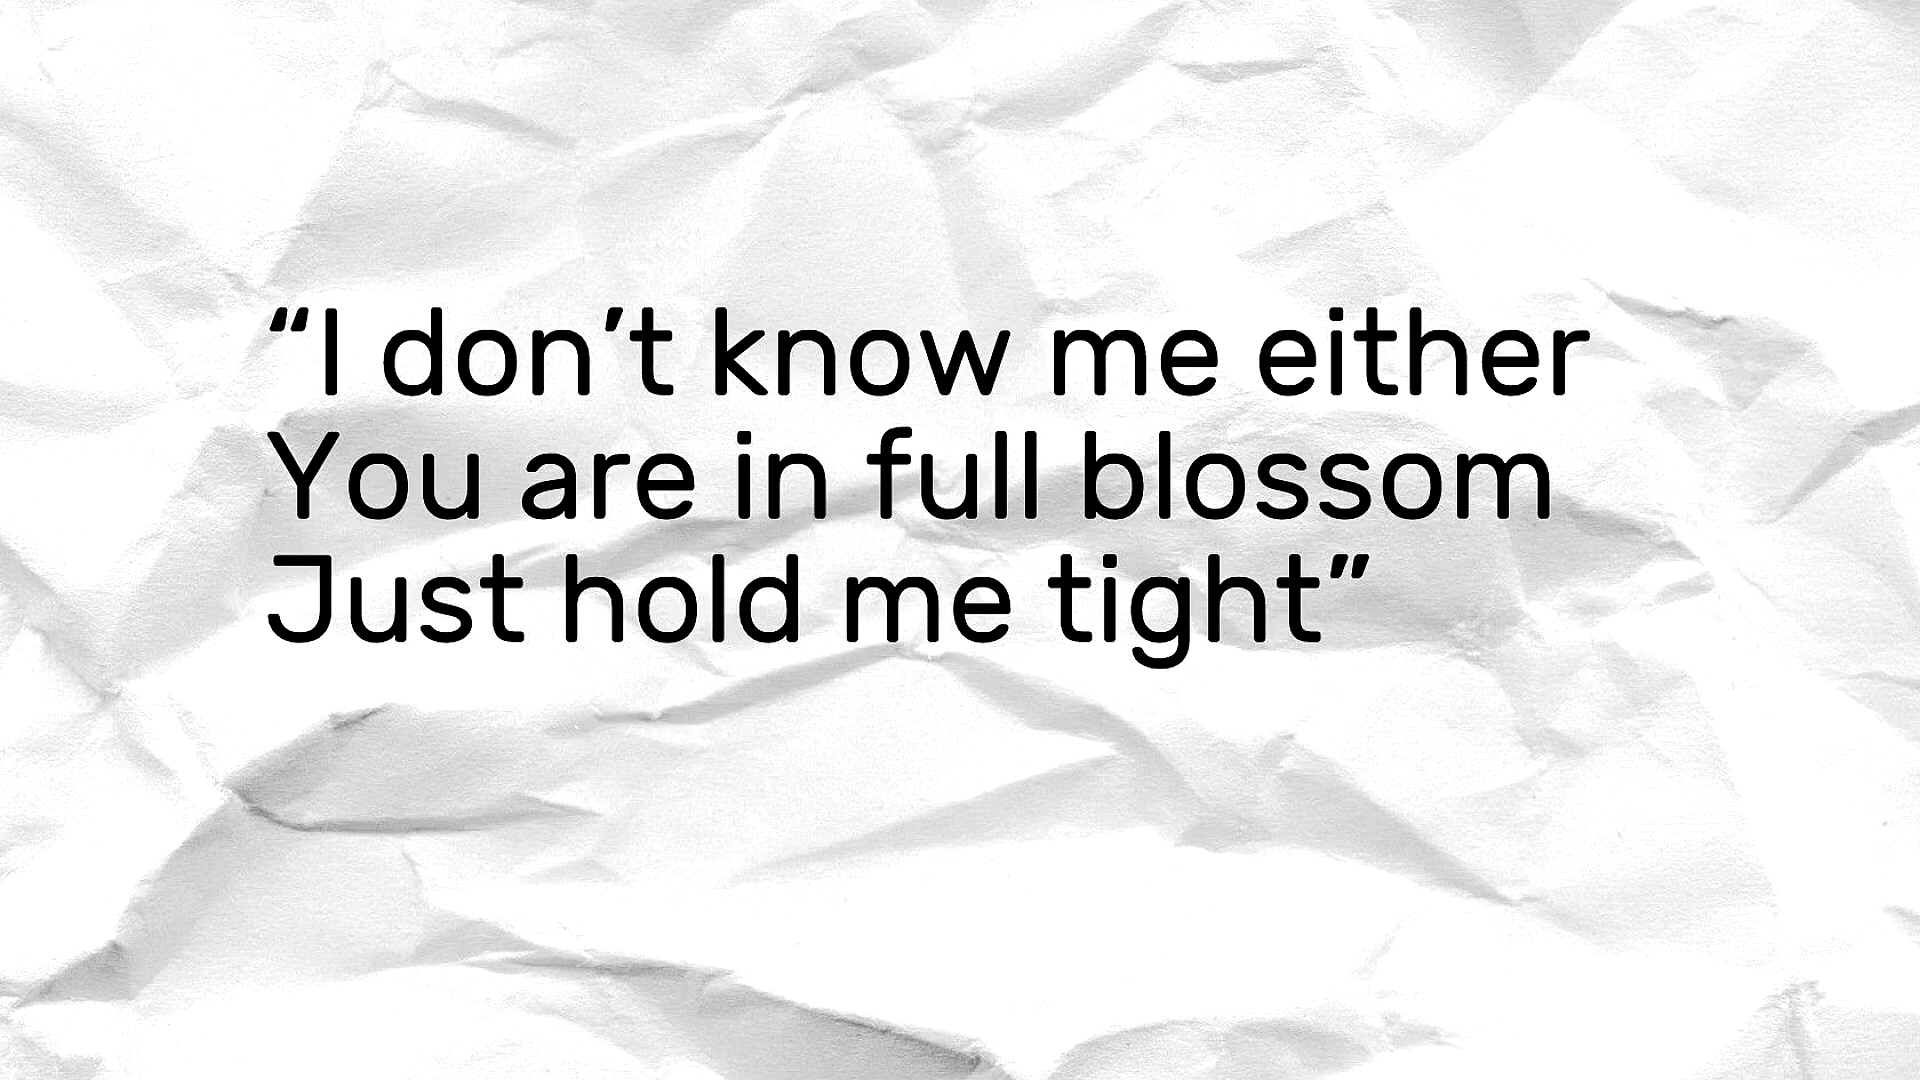 “I don’t know me either
You are in full blossom
Just hold me tight”